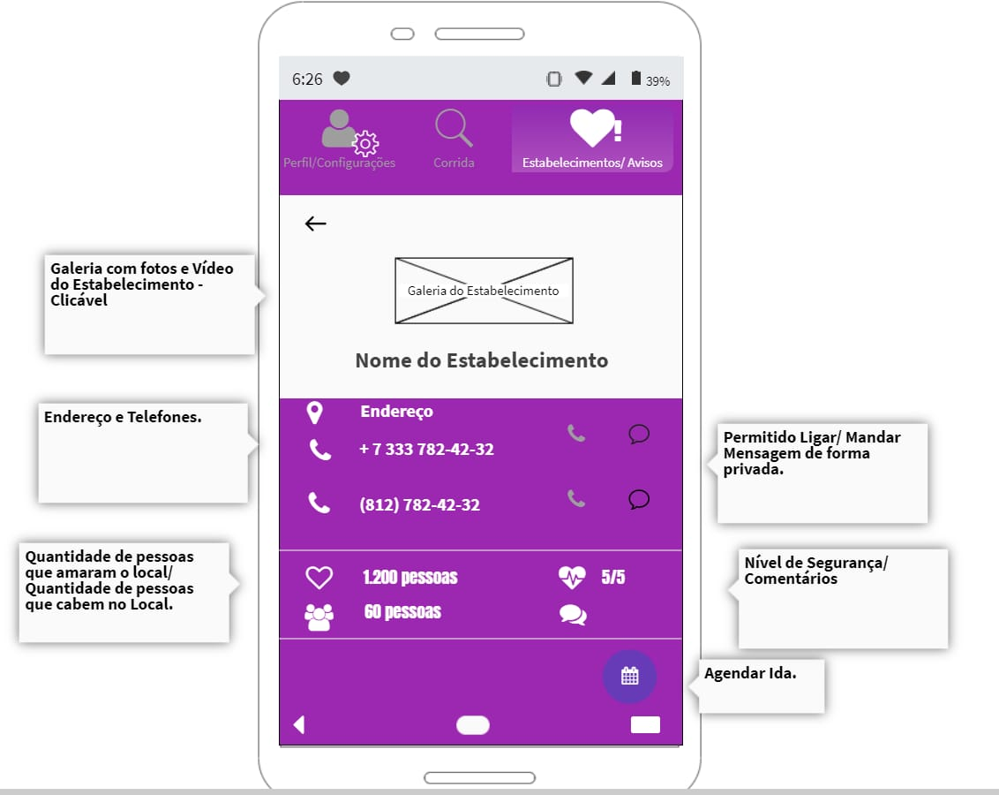 6:26
39%
Perfil/Configurações
Corrida
Estabelecimentos/ Avisos
Galeria com fotos e Vídeo
do Estabelecimento -
Clicável
Galeria do Estabelecimento
Nome do Estabelecimento
Endereço e Telefones.
Endereço
+ 7 333 782-42-32
(812) 782-42-32
Permitido Ligar/ Mandar
Mensagem de forma
privada.
Quantidade de pessoas
que amaram o local/
Quantidade de pessoas
que cabem no Local.
1.200 pessoas
5/5
60 pessoas
Nível de Segurança/
Comentários
Agendar Ida.